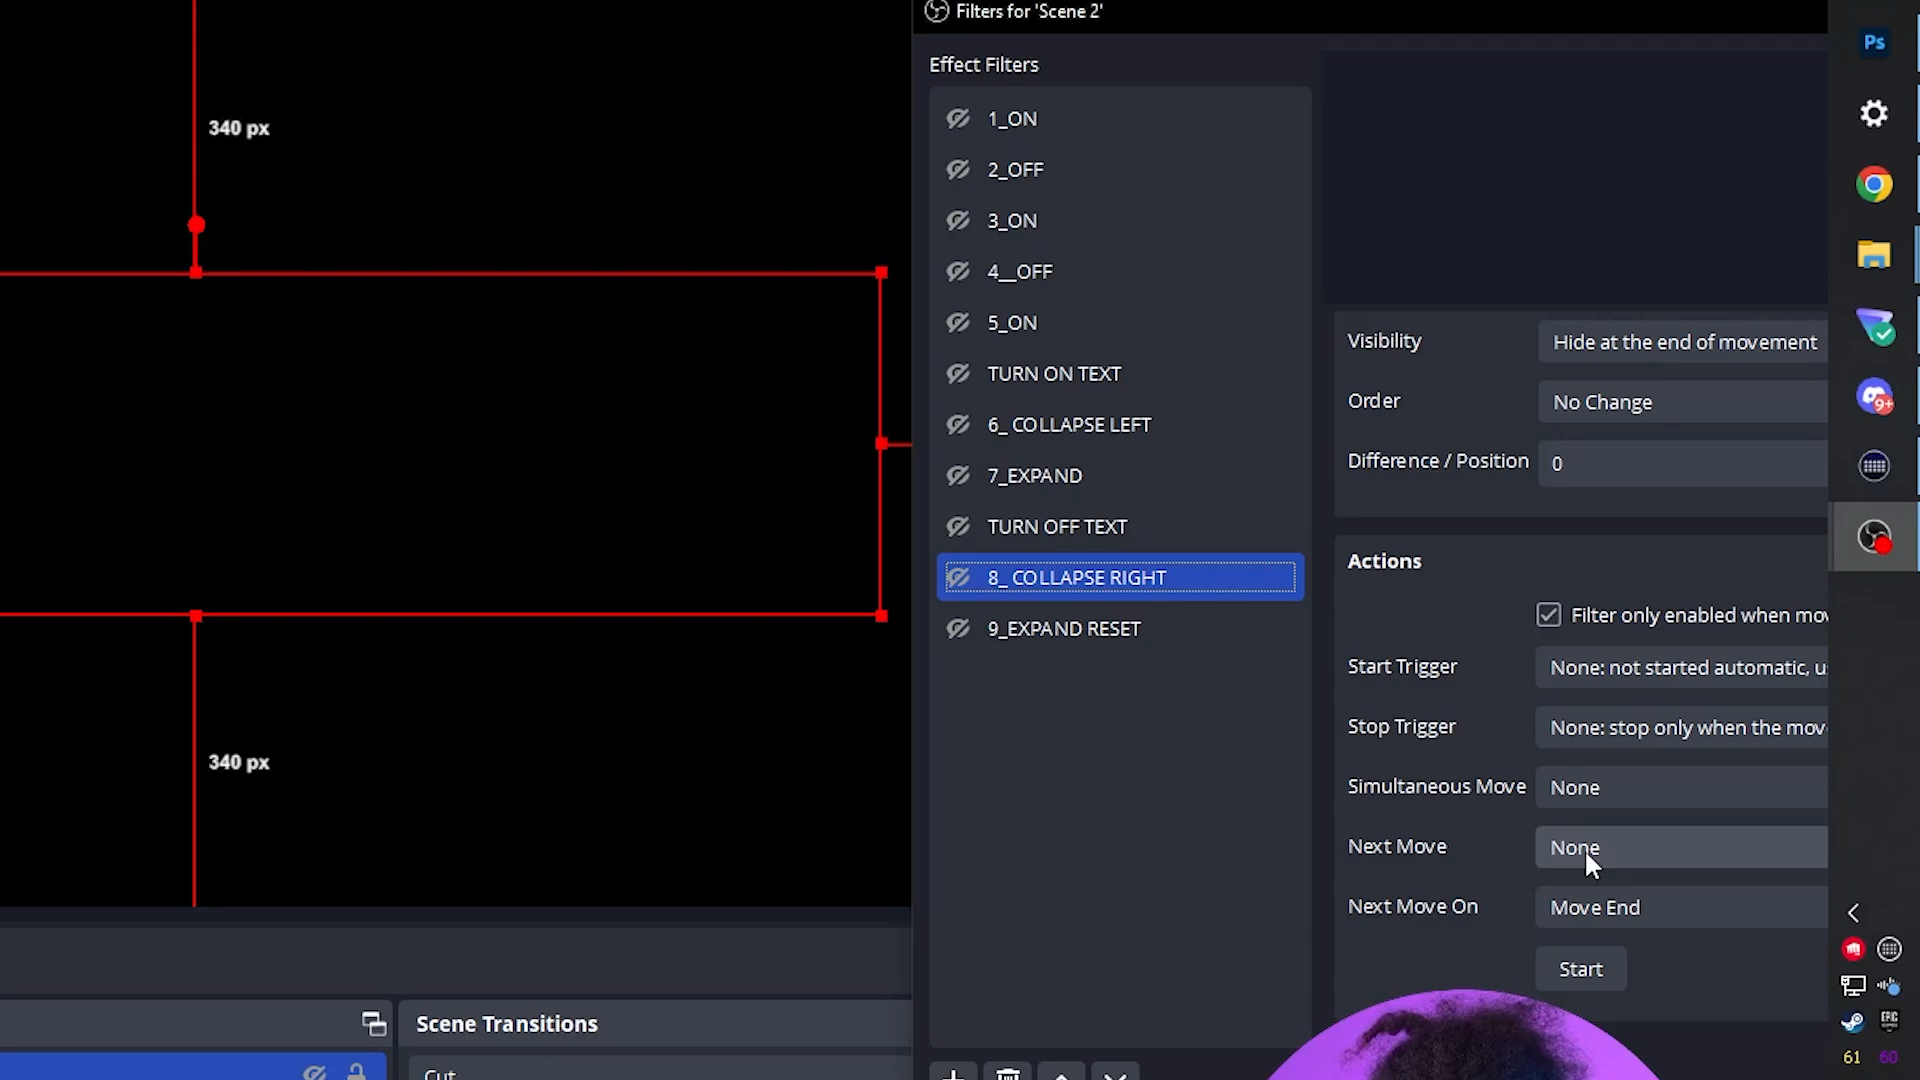 Filters for 'Scene 2'
Ps
Effect Filters
340 px
1_ON
2_OFF
3_ON
4__OFF
5_ON
TURN ON TEXT
6_ COLLAPSE LEFT
7_EXPAND
TURN OFF TEXT
8_ COLLAPSE RIGHT
9_EXPAND RESET
Visibility
Hide at the end of movement
Order
No Change
Difference / Position
0
9+
Actions
Filter only enabled when mov
Start Trigger
None: not started automatic, u
Stop Trigger
None: stop only when the mov
Simultaneous Move
None
Next Move
None
Next Move On
Move End
Start
340 px
Scene Transitions
Cut
EPIC
61
60